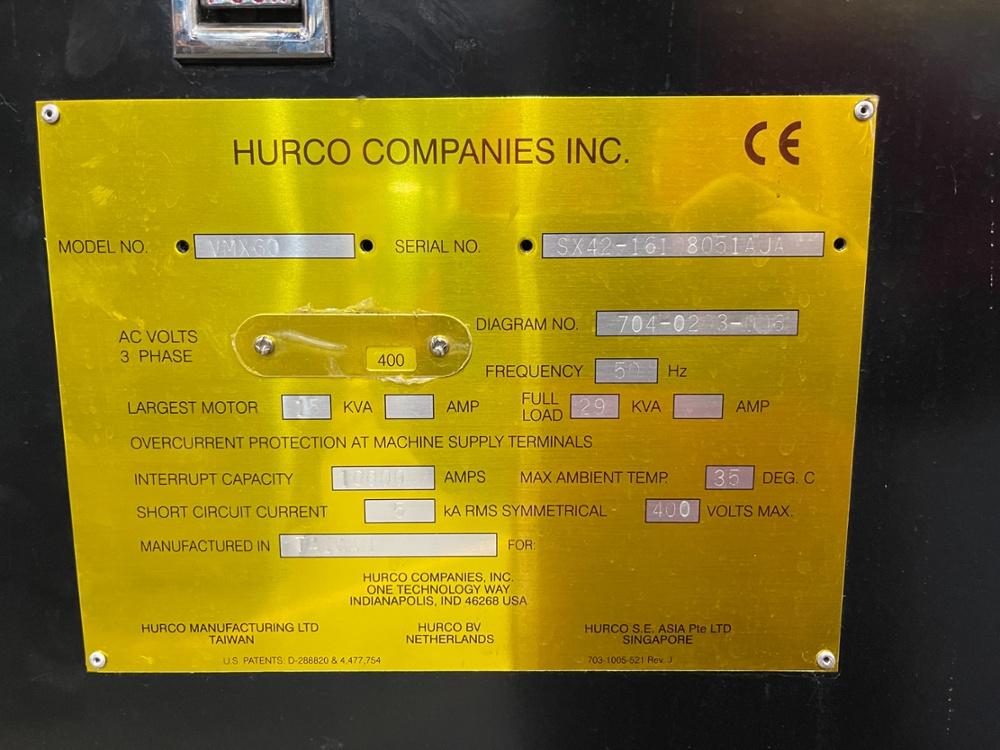 HURCO COMPANIES INC. CE
MODEL NO. VMX60 SERIAL NO.
AC VOLTS
3 PHASE
400
DIAGRAM NO.
FREQUENCY 50 Hz
LARGEST MOTOR 15 KVA AMP
FULL LOAD 29 KVA AMP
OVERCURRENT PROTECTION AT MACHINE SUPPLY TERMINALS
INTERRUPT CAPACITY 10000 AMPS MAX AMBIENT TEMP. 35 DEG. C
SHORT CIRCUIT CURRENT kA RMS SYMMETRICAL 400 VOLTS MAX.
MANUFACTURED IN TAIWAN FOR:
HURCO COMPANIES, INC.
ONE TECHNOLOGY WAY
INDIANAPOLIS, IND 46268 USA
HURCO MANUFACTURING LTD
TAIWAN
HURCO BV
NETHERLANDS
HURCO S.E. ASIA Pte LTD
SINGAPORE
U.S. PATENTS: D-288820 & 4,477,754
703-1005-521 Rev. J